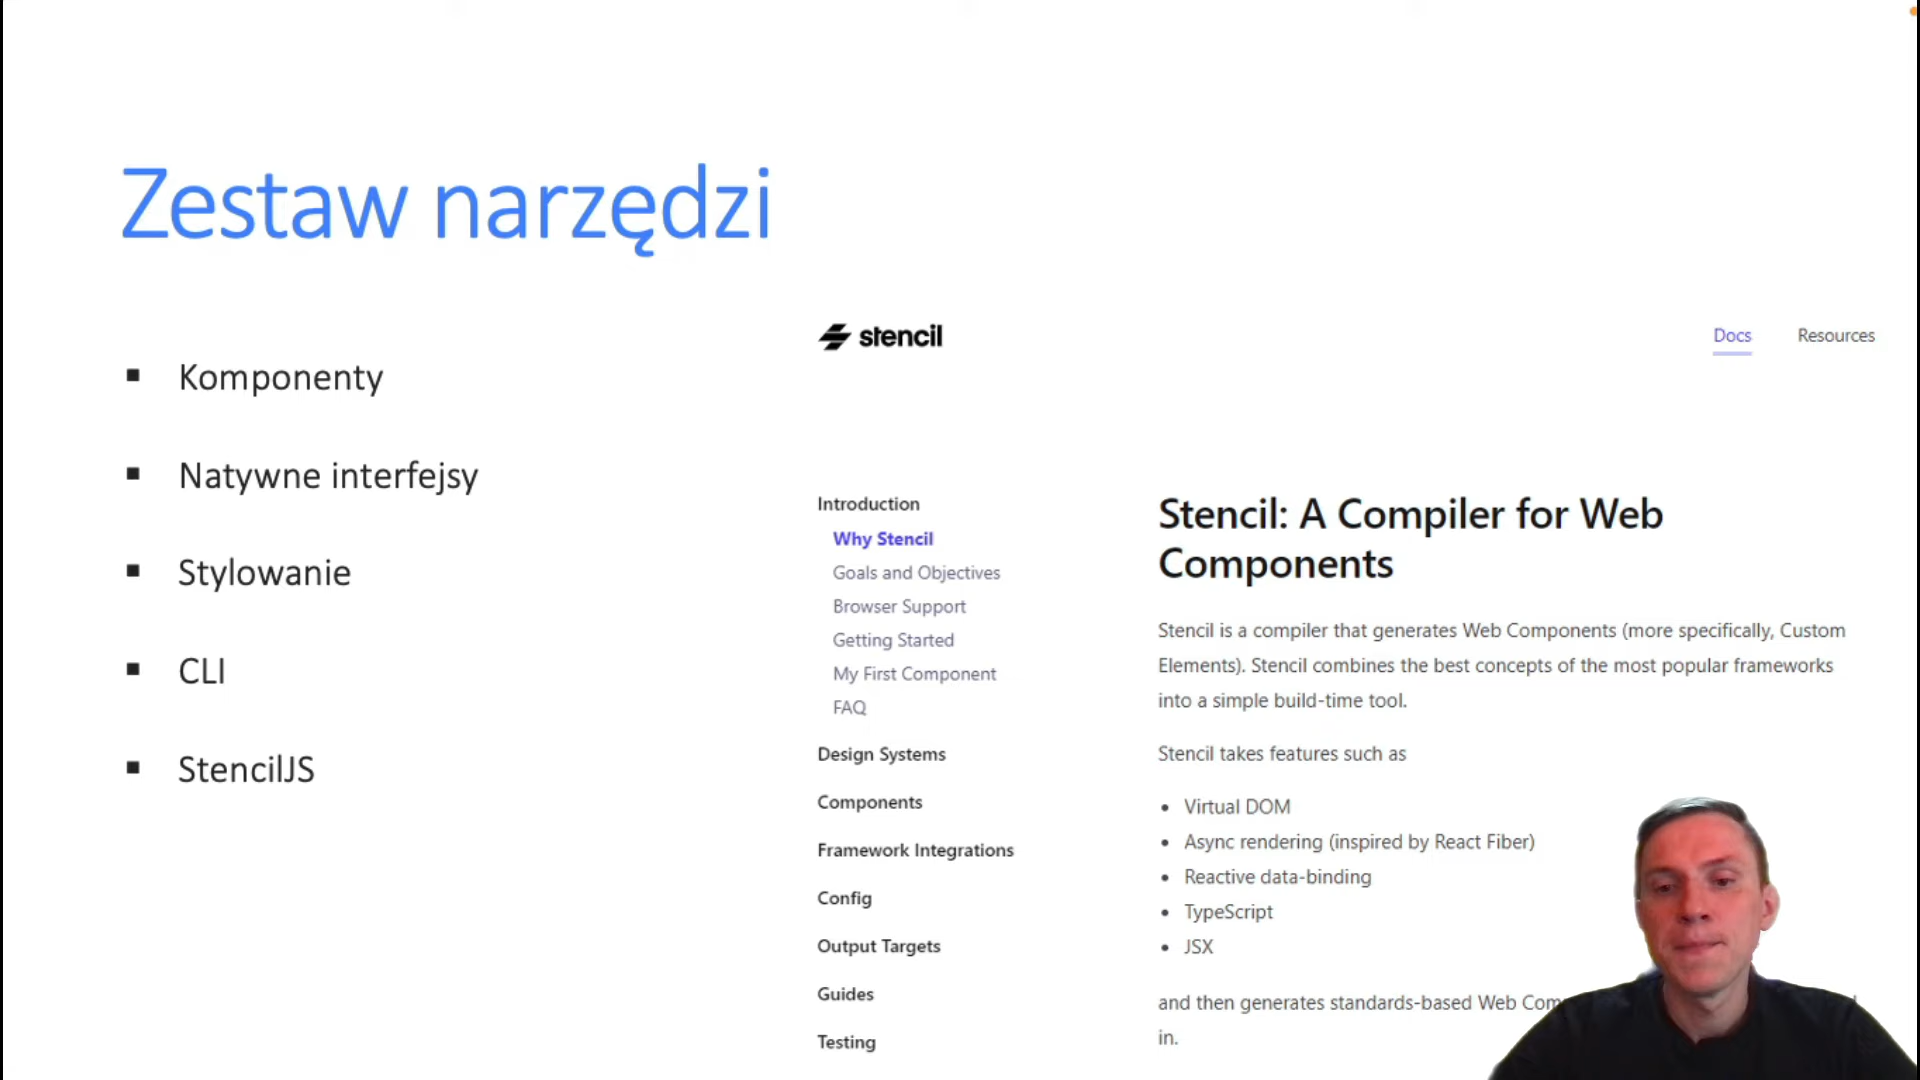 Zestaw narzędzi
Komponenty
Natywne interfejsy
Stylowanie
CLI
StencilJS
stencil
Docs
Resources
Introduction
Why Stencil
Goals and Objectives
Browser Support
Getting Started
My First Component
FAQ
Design Systems
Components
Framework Integrations
Config
Output Targets
Guides
Testing
Stencil: A Compiler for Web
Components
Stencil is a compiler that generates Web Components (more specifically, Custom
Elements). Stencil combines the best concepts of the most popular frameworks
into a simple build-time tool.
Stencil takes features such as
Virtual DOM
Async rendering (inspired by React Fiber)
Reactive data-binding
TypeScript
JSX
and then generates standards-based Web
in.